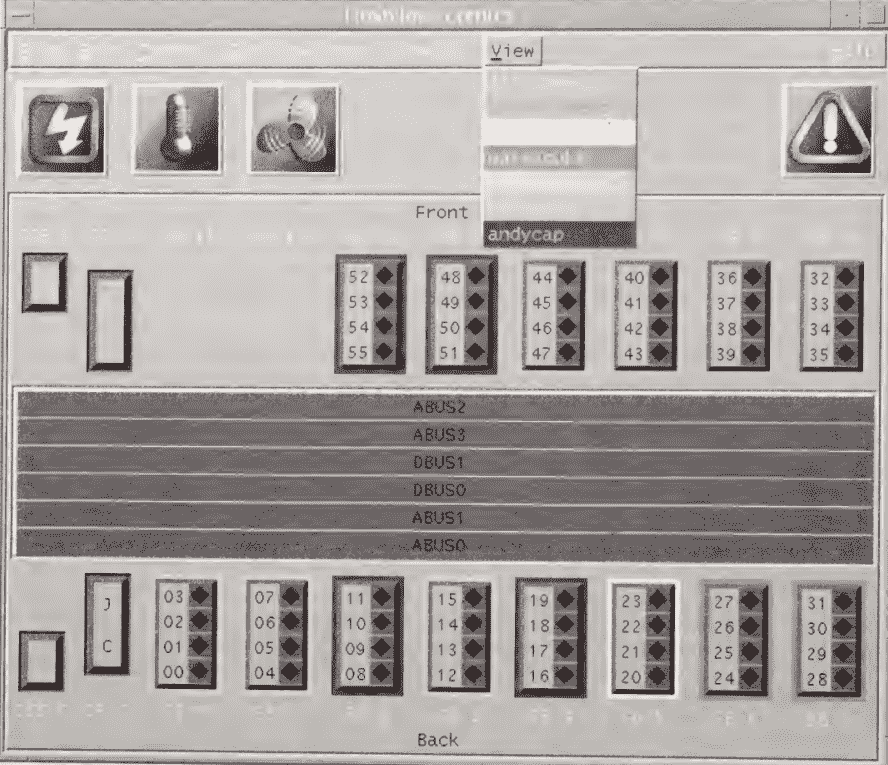 View
andycap
Front
52 48 44 40 36 32
53 49 45 41 37 33
54 50 46 42 38 34
55 51 47 43 39 35
ABUS2
ABUS3
DBUS1
DBUS0
ABUS1
ABUS0
J 03 07 11 15 19 23 27 31
02 06 10 14 18 22 26 30
C 01 05 09 13 17 21 25 29
00 04 08 12 16 20 24 28
Back